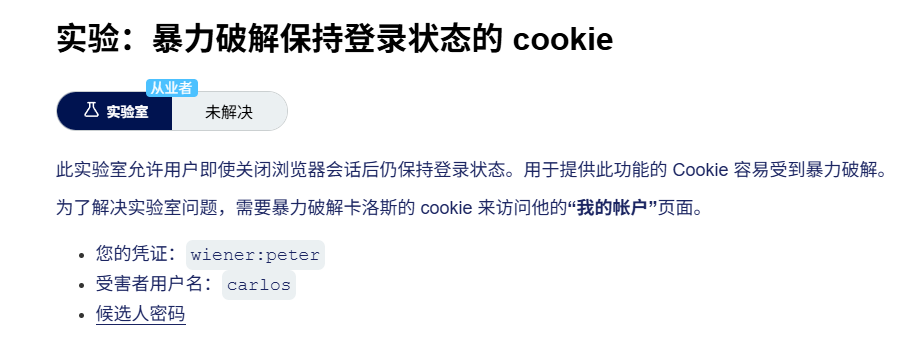 实验：暴力破解保持登录状态的 cookie
从业者
实验室 未解决
此实验室允许用户即使关闭浏览器会话后仍保持登录状态。用于提供此功能的 Cookie 容易受到暴力破解。
为了解决实验室问题，需要暴力破解卡洛斯的 cookie 来访问他的“我的帐户”页面。
• 您的凭证：wiener:peter
• 受害者用户名：carlos
• 候选人密码